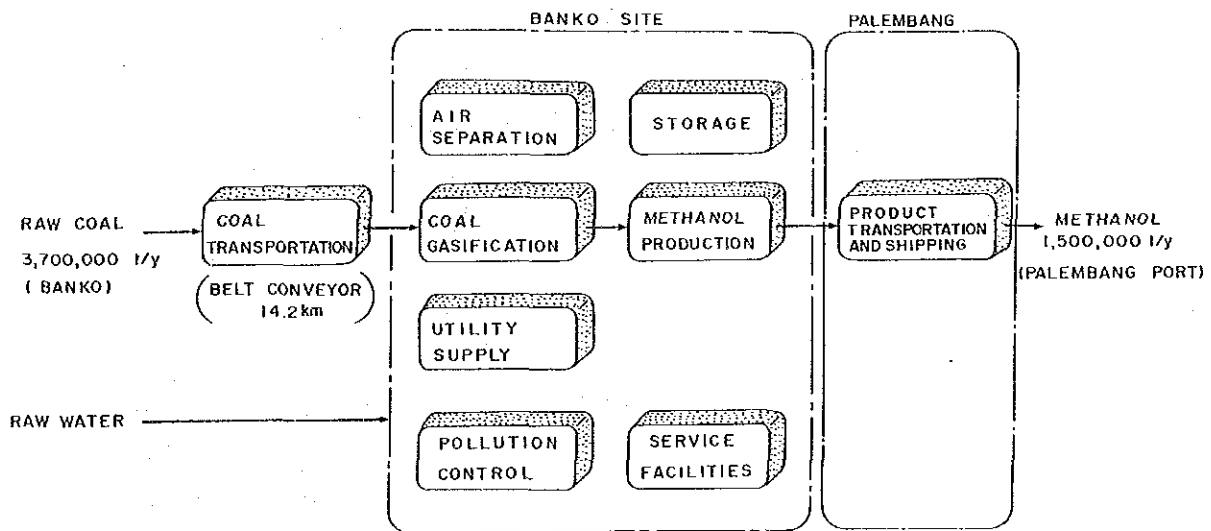 BANKO SITE
PALEMBANG
AIR
SEPARATION
STORAGE
RAW COAL
3,700,000 t/y
( BANKO)
COAL
TRANSPORTATION
(BELT CONVEYOR
14.2km)
COAL
GASIFICATION
METHANOL
PRODUCTION
PRODUCT
TRANSPORTATION
AND SHIPPING
METHANOL
1,500,000 t/y
(PALEMBANG PORT)
UTILITY
SUPPLY
RAW WATER
POLLUTION
CONTROL
SERVICE
FACILITIES